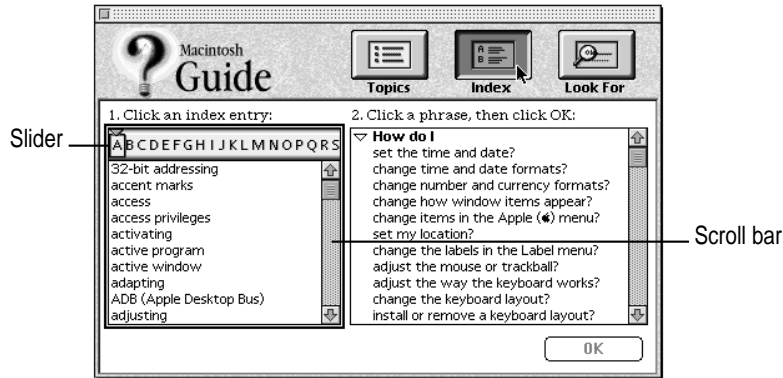 Macintosh
Guide
Topics
Index
Look For
1. Click an index entry:
2. Click a phrase, then click OK:
Slider
A B C D E F G H I J K L M N O P Q R S
32-bit addressing
accent marks
access
access privileges
activating
active program
active window
adapting
ADB (Apple Desktop Bus)
adjusting
How do I
set the time and date?
change time and date formats?
change number and currency formats?
change how window items appear?
change items in the Apple () menu?
set my location?
change the labels in the Label menu?
adjust the mouse or trackball?
adjust the way the keyboard works?
change the keyboard layout?
install or remove a keyboard layout?
Scroll bar
OK